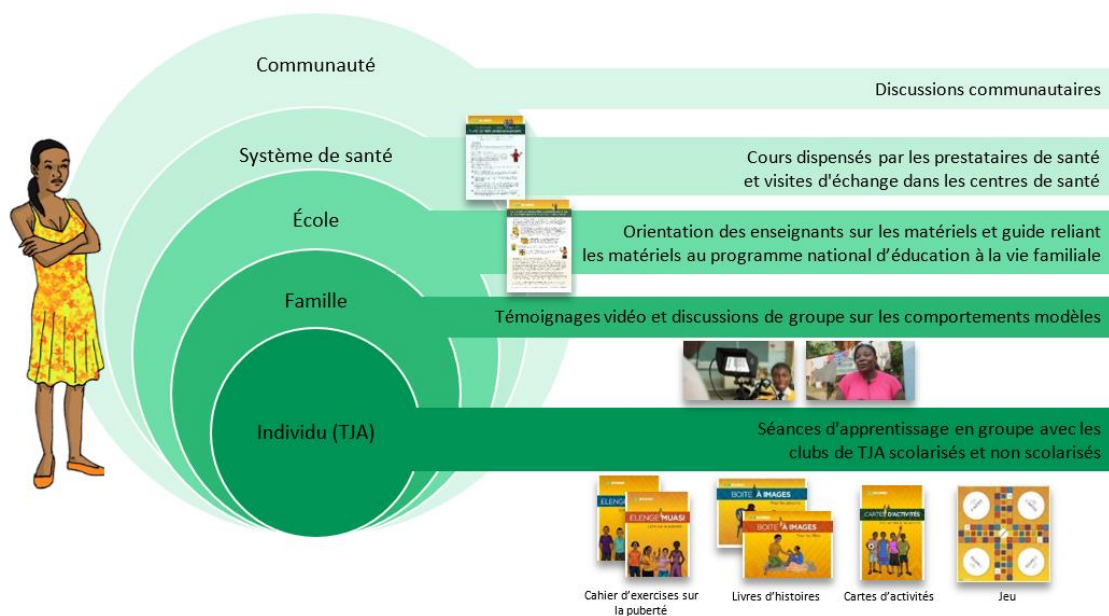 Communauté
Discussions communautaires
Système de santé
Cours dispensés par les prestataires de santé
et visites d'échange dans les centres de santé
École
Orientation des enseignants sur les matériels et guide reliant
les matériels au programme national d'éducation à la vie familiale
Famille
Témoignages vidéo et discussions de groupe sur les comportements modèles
Individu (TJA)
Séances d'apprentissage en groupe avec les
clubs de TJA scolarisés et non scolarisés
ELENGE
ELENGE MUASI
BOITE À IMAGES
BOITE À IMAGES
CARTES D'ACTIVITÉS
Cahier d'exercises sur
la puberté
Livres d'histoires
Cartes d'activités
Jeu